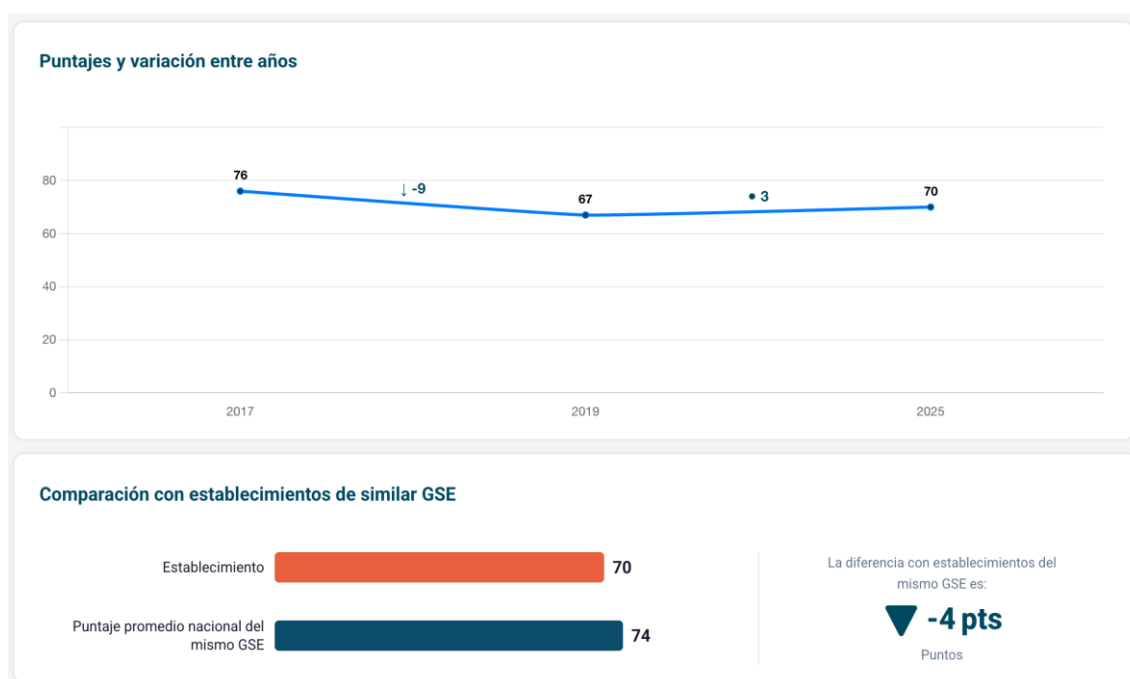 Puntajes y variación entre años
76
80
↓ -9
• 3
67
70
60
40
20
0
2017
2019
2025
Comparación con establecimientos de similar GSE
Establecimiento
70
Puntaje promedio nacional del
mismo GSE
74
La diferencia con establecimientos del
mismo GSE es:
▼ -4 pts
Puntos